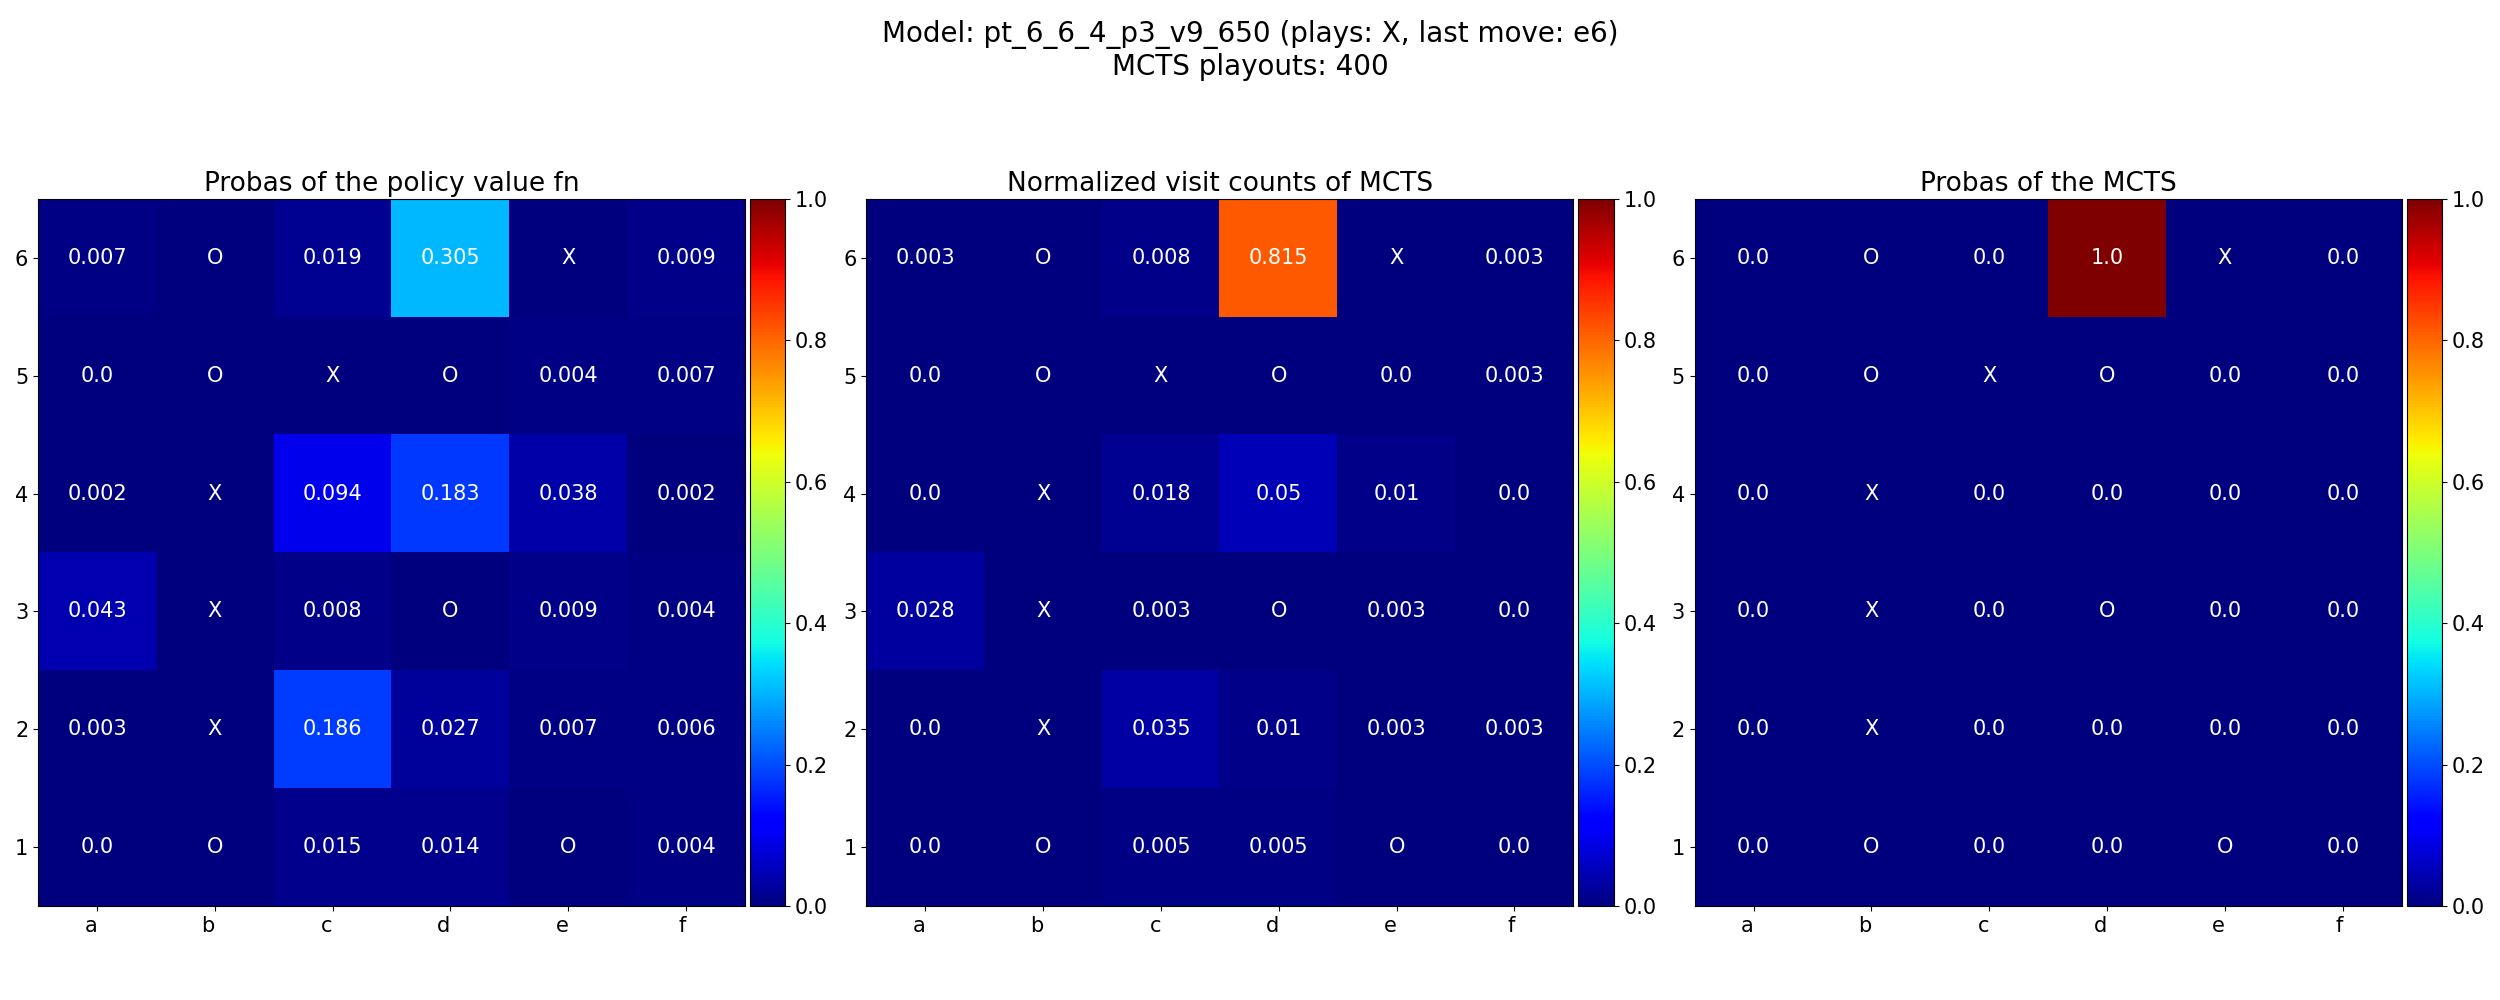 Model: pt_6_6_4_p3_v9_650 (plays: X, last move: e6)
MCTS playouts: 400
Probas of the policy value fn
6 0.007 O 0.019 0.305 X 0.009
5 0.0 O X O 0.004 0.007
4 0.002 X 0.094 0.183 0.038 0.002
3 0.043 X 0.008 O 0.009 0.004
2 0.003 X 0.186 0.027 0.007 0.006
1 0.0 O 0.015 0.014 O 0.004
a b c d e f
1.0
0.8
0.6
0.4
0.2
0.0
Normalized visit counts of MCTS
6 0.003 O 0.008 0.815 X 0.003
5 0.0 O X O 0.0 0.003
4 0.0 X 0.018 0.05 0.01 0.0
3 0.028 X 0.003 O 0.003 0.0
2 0.0 X 0.035 0.01 0.003 0.003
1 0.0 O 0.005 0.005 O 0.0
a b c d e f
1.0
0.8
0.6
0.4
0.2
0.0
Probas of the MCTS
6 0.0 O 0.0 1.0 X 0.0
5 0.0 O X O 0.0 0.0
4 0.0 X 0.0 0.0 0.0 0.0
3 0.0 X 0.0 O 0.0 0.0
2 0.0 X 0.0 0.0 0.0 0.0
1 0.0 O 0.0 0.0 O 0.0
a b c d e f
1.0
0.8
0.6
0.4
0.2
0.0